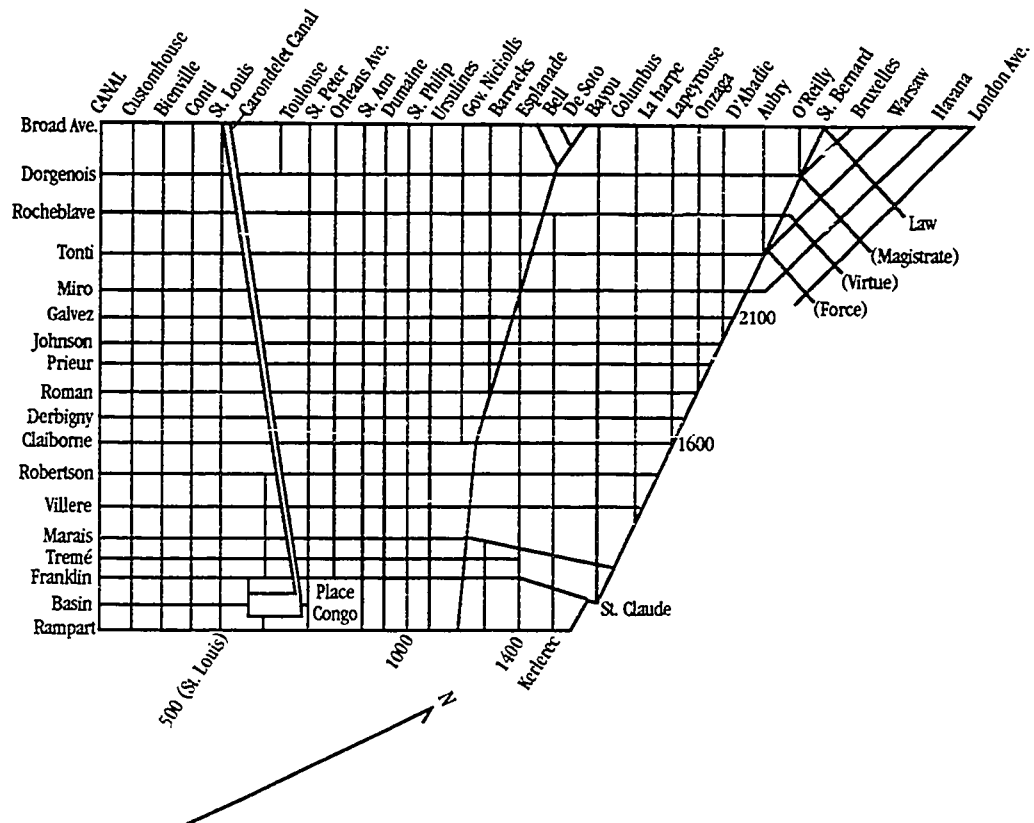 CANAL
Customhouse
Bienville
Conti
St. Louis
Carondelet Canal
Toulouse
St. Peter
Orleans Ave.
St. Ann
Dumaine
St. Philip
Ursulines
Gov. Nicholls
Barracks
Esplanade
Bell
De Soto
Bayou
Columbus
La harpe
Lapeyrouse
Onzaga
D'Abadie
Aubry
O'Reilly
St. Bernard
Bruxelles
Warsaw
Havana
London Ave.
Broad Ave.
Dorgenois
Rocheblave
Law
Tonti
(Magistrate)
Miro
(Virtue)
(Force)
Galvez
2100
Johnson
Prieur
Roman
Derbigny
Claiborne
1600
Robertson
Villere
Marais
Tremé
Franklin
Place
Congo
Basin
St. Claude
Rampart
500 (St. Louis)
1000
1400
Kerlerec
N